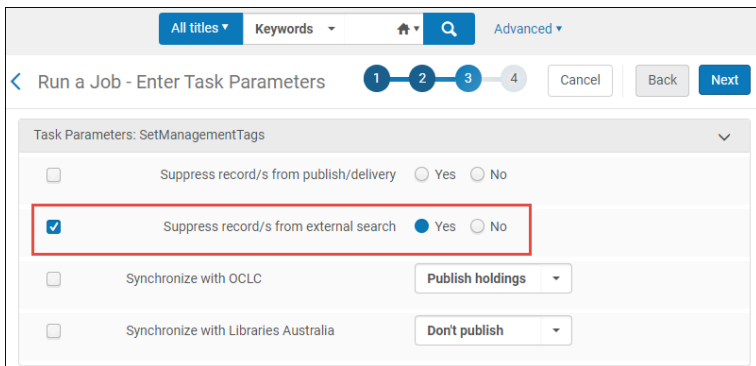 All titles Keywords Advanced
Run a Job - Enter Task Parameters 1 2 3 4 Cancel Back Next
Task Parameters: SetManagementTags
Suppress record/s from publish/delivery Yes No
Suppress record/s from external search Yes No
Synchronize with OCLC Publish holdings
Synchronize with Libraries Australia Don't publish